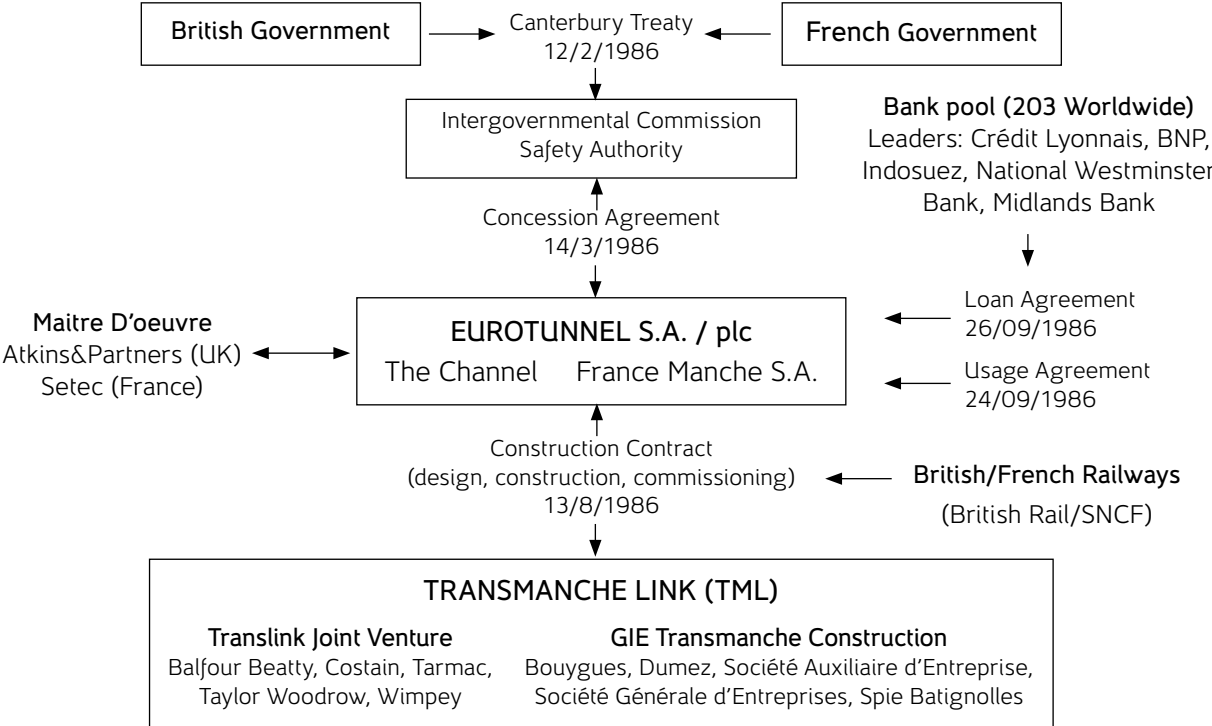 British Government
Canterbury Treaty
12/2/1986
French Government
Intergovernmental Commission
Safety Authority
Bank pool (203 Worldwide)
Leaders: Crédit Lyonnais, BNP,
Indosuez, National Westminster
Bank, Midlands Bank
Concession Agreement
14/3/1986
Maitre D'oeuvre
Atkins&Partners (UK)
Setec (France)
EUROTUNNEL S.A. / plc
The Channel France Manche S.A.
Loan Agreement
26/09/1986
Usage Agreement
24/09/1986
Construction Contract
(design, construction, commissioning)
13/8/1986
British/French Railways
(British Rail/SNCF)
TRANSMANCHE LINK (TML)
Translink Joint Venture
Balfour Beatty, Costain, Tarmac,
Taylor Woodrow, Wimpey
GIE Transmanche Construction
Bouygues, Dumez, Société Auxiliaire d'Entreprise,
Société Générale d'Entreprises, Spie Batignolles